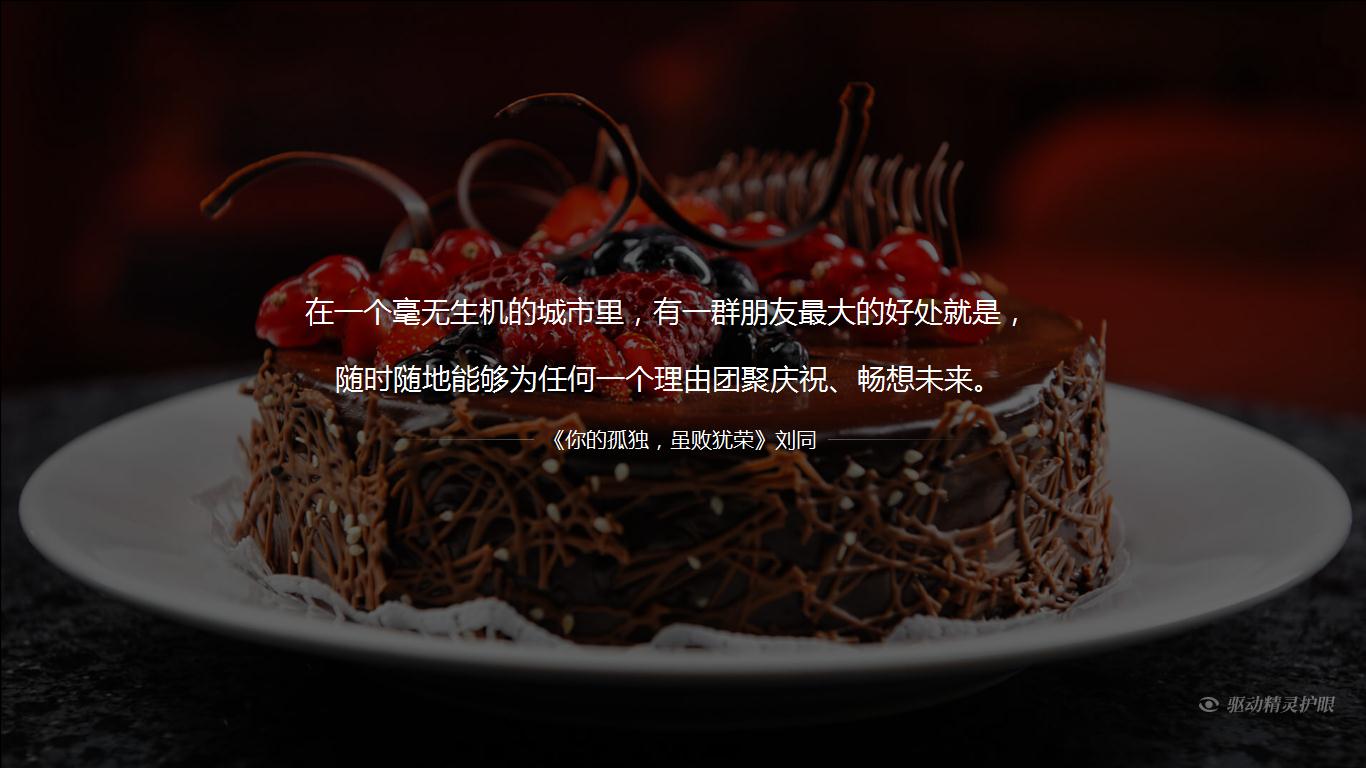 在一个毫无生机的城市里，有一群朋友最大的好处就是，
随时随地能够为任何一个理由团聚庆祝、畅想未来。
《你的孤独，虽败犹荣》刘同
驱动精灵护眼